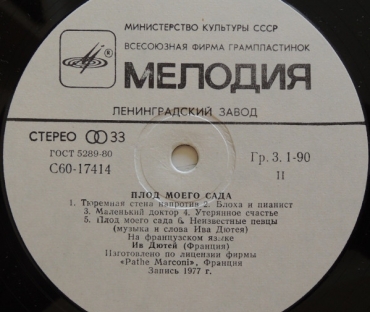 МИНИСТЕРСТВО КУЛЬТУРЫ СССР
ВСЕСОЮЗНАЯ ФИРМА ГРАМПЛАСТИНОК
МЕЛОДИЯ
ЛЕНИНГРАДСКИЙ ЗАВОД
СТЕРЕО 33
ГОСТ 5289-80
С60-17414
Гр. 3. 1-90
II
ПЛОД МОЕГО САДА
1. Тюремная стена напротив 2. Блоха и пианист
3. Маленький доктор 4. Утерянное счастье
5. Плод моего сада 6. Неизвестные певцы
(музыка и слова Ива Дютея)
На французском языке
Ив Дютей (Франция)
Изготовлено по лицензии фирмы
«Pathe Marconi», Франция
Запись 1977 г.